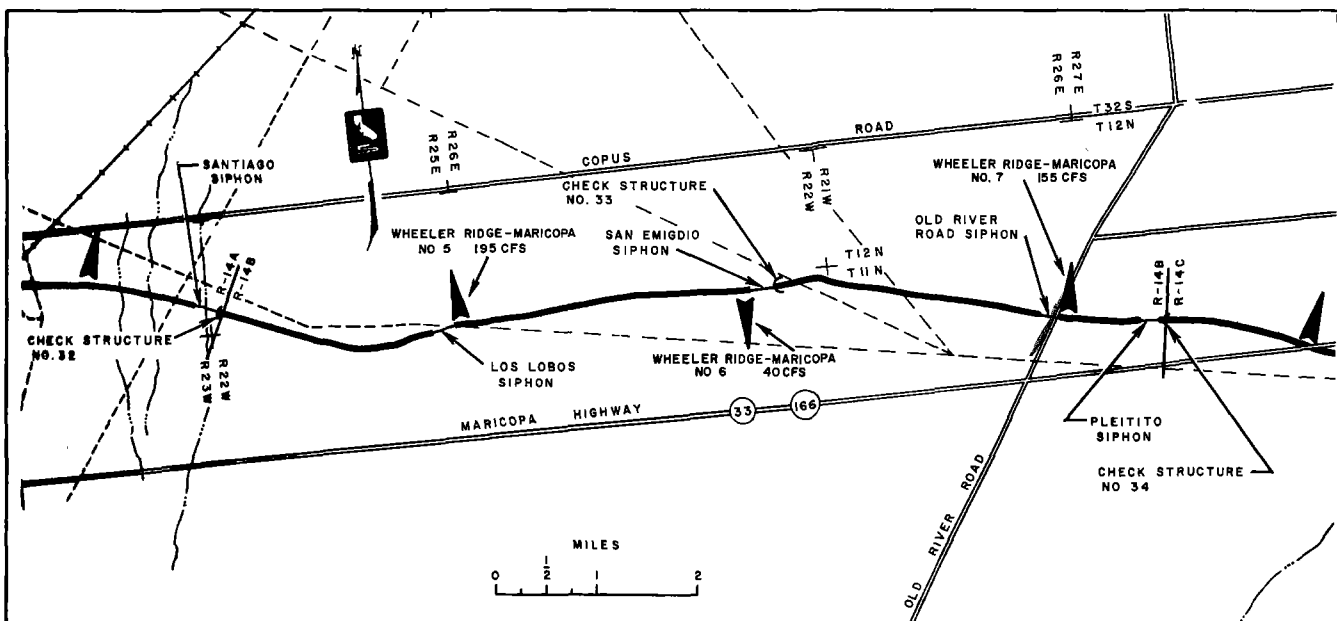 N
R26E
R27E
T32S
T12N
ROAD
COPUS
R25E
R26E
SANTIAGO
SIPHON
CHECK STRUCTURE
NO. 33
R22W
R21W
WHEELER RIDGE-MARICOPA
NO. 7 155 CFS
WHEELER RIDGE-MARICOPA
NO 5 195 CFS
SAN EMIGDIO
SIPHON
OLD RIVER
ROAD SIPHON
T12N
T11N
R-14A
R-14B
R-14B
R-14C
CHECK STRUCTURE
NO. 32
R23W
R22W
LOS LOBOS
SIPHON
WHEELER RIDGE-MARICOPA
NO 6 40 CFS
MARICOPA HIGHWAY
33
166
PLEITITO
SIPHON
CHECK STRUCTURE
NO 34
OLD RIVER ROAD
MILES
0 1/2 1 2